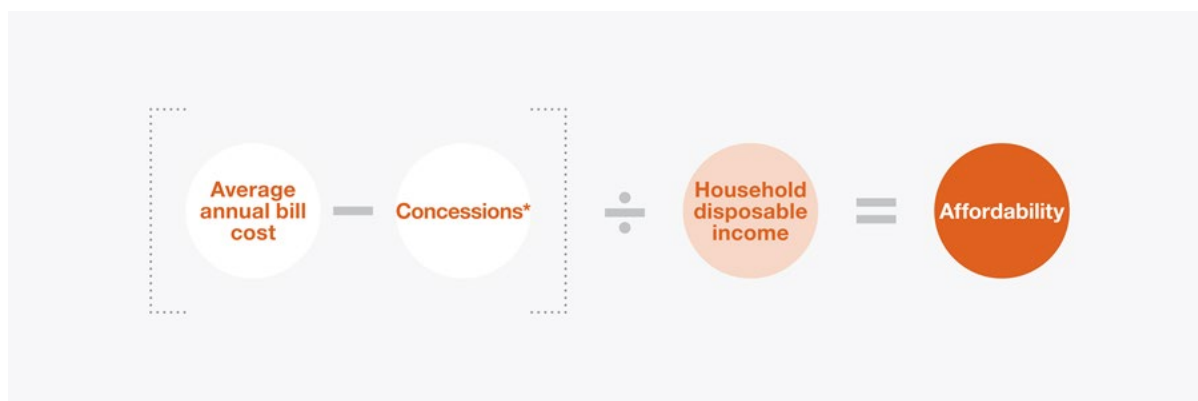 Average
annual bill
cost
Concessions*
Household
disposable
income
Affordability